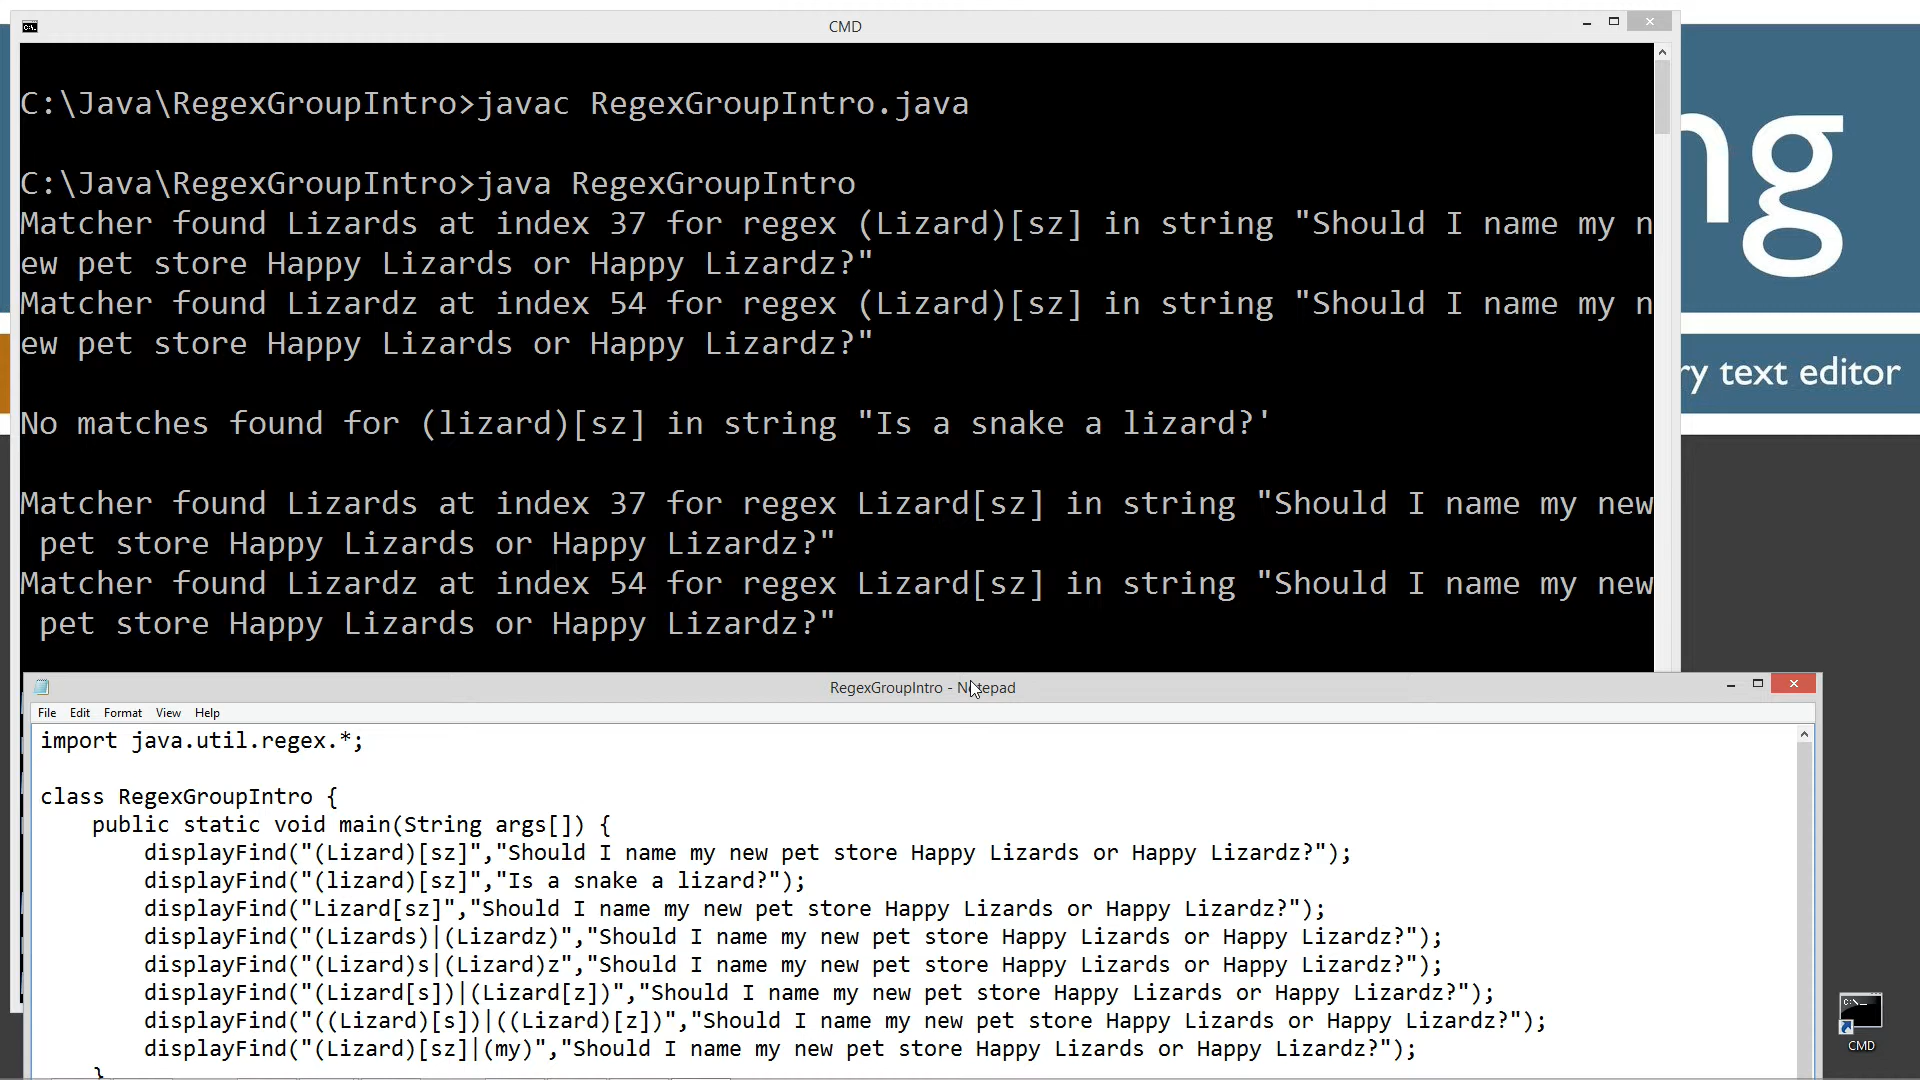 CMD
C:\Java\RegexGroupIntro>javac RegexGroupIntro.java
C:\Java\RegexGroupIntro>java RegexGroupIntro
Matcher found Lizards at index 37 for regex (Lizard)[sz] in string "Should I name my n
ew pet store Happy Lizards or Happy Lizardz?"
Matcher found Lizardz at index 54 for regex (Lizard)[sz] in string "Should I name my n
ew pet store Happy Lizards or Happy Lizardz?"
No matches found for (lizard)[sz] in string "Is a snake a lizard?'
Matcher found Lizards at index 37 for regex Lizard[sz] in string "Should I name my new
 pet store Happy Lizards or Happy Lizardz?"
Matcher found Lizardz at index 54 for regex Lizard[sz] in string "Should I name my new
 pet store Happy Lizards or Happy Lizardz?"
ng
ry text editor
RegexGroupIntro - Notepad
File Edit Format View Help
import java.util.regex.*;
class RegexGroupIntro {
    public static void main(String args[]) {
        displayFind("(Lizard)[sz]","Should I name my new pet store Happy Lizards or Happy Lizardz?");
        displayFind("(lizard)[sz]","Is a snake a lizard?");
        displayFind("Lizard[sz]","Should I name my new pet store Happy Lizards or Happy Lizardz?");
        displayFind("(Lizards)|(Lizardz)","Should I name my new pet store Happy Lizards or Happy Lizardz?");
        displayFind("(Lizard)s|(Lizard)z","Should I name my new pet store Happy Lizards or Happy Lizardz?");
        displayFind("(Lizard[s])|(Lizard[z])","Should I name my new pet store Happy Lizards or Happy Lizardz?");
        displayFind("((Lizard)[s])|((Lizard)[z])","Should I name my new pet store Happy Lizards or Happy Lizardz?");
        displayFind("(Lizard)[sz]|(my)","Should I name my new pet store Happy Lizards or Happy Lizardz?");
    }
CMD